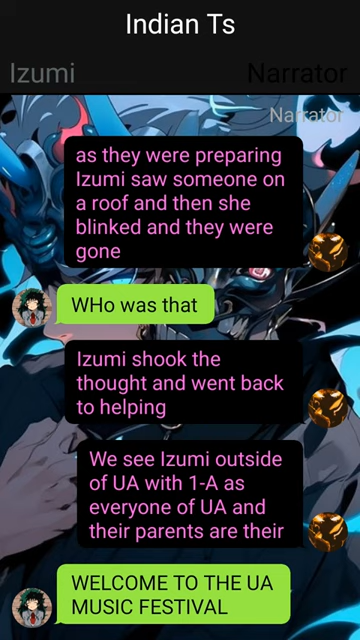 Indian Ts
Izumi
Narrator
Narrator
as they were preparing
Izumi saw someone on
a roof and then she
blinked and they were
gone
WHo was that
Izumi shook the
thought and went back
to helping
We see Izumi outside
of UA with 1-A as
everyone of UA and
their parents are their
WELCOME TO THE UA
MUSIC FESTIVAL